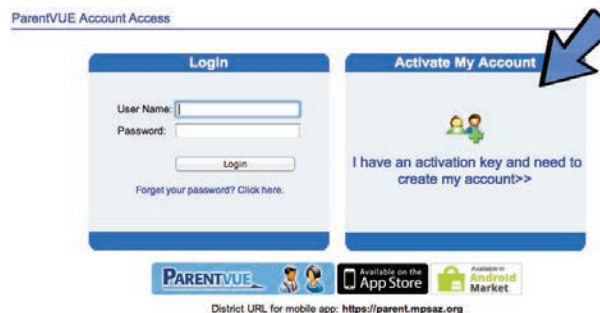 ParentVUE Account Access
Login
User Name:
Password:
Login
Forget your password? Click here.
Activate My Account
I have an activation key and need to
create my account>>
PARENTVUE
Available on the
App Store
Available in
Android
Market
District URL for mobile app: https://parent.mpsaz.org